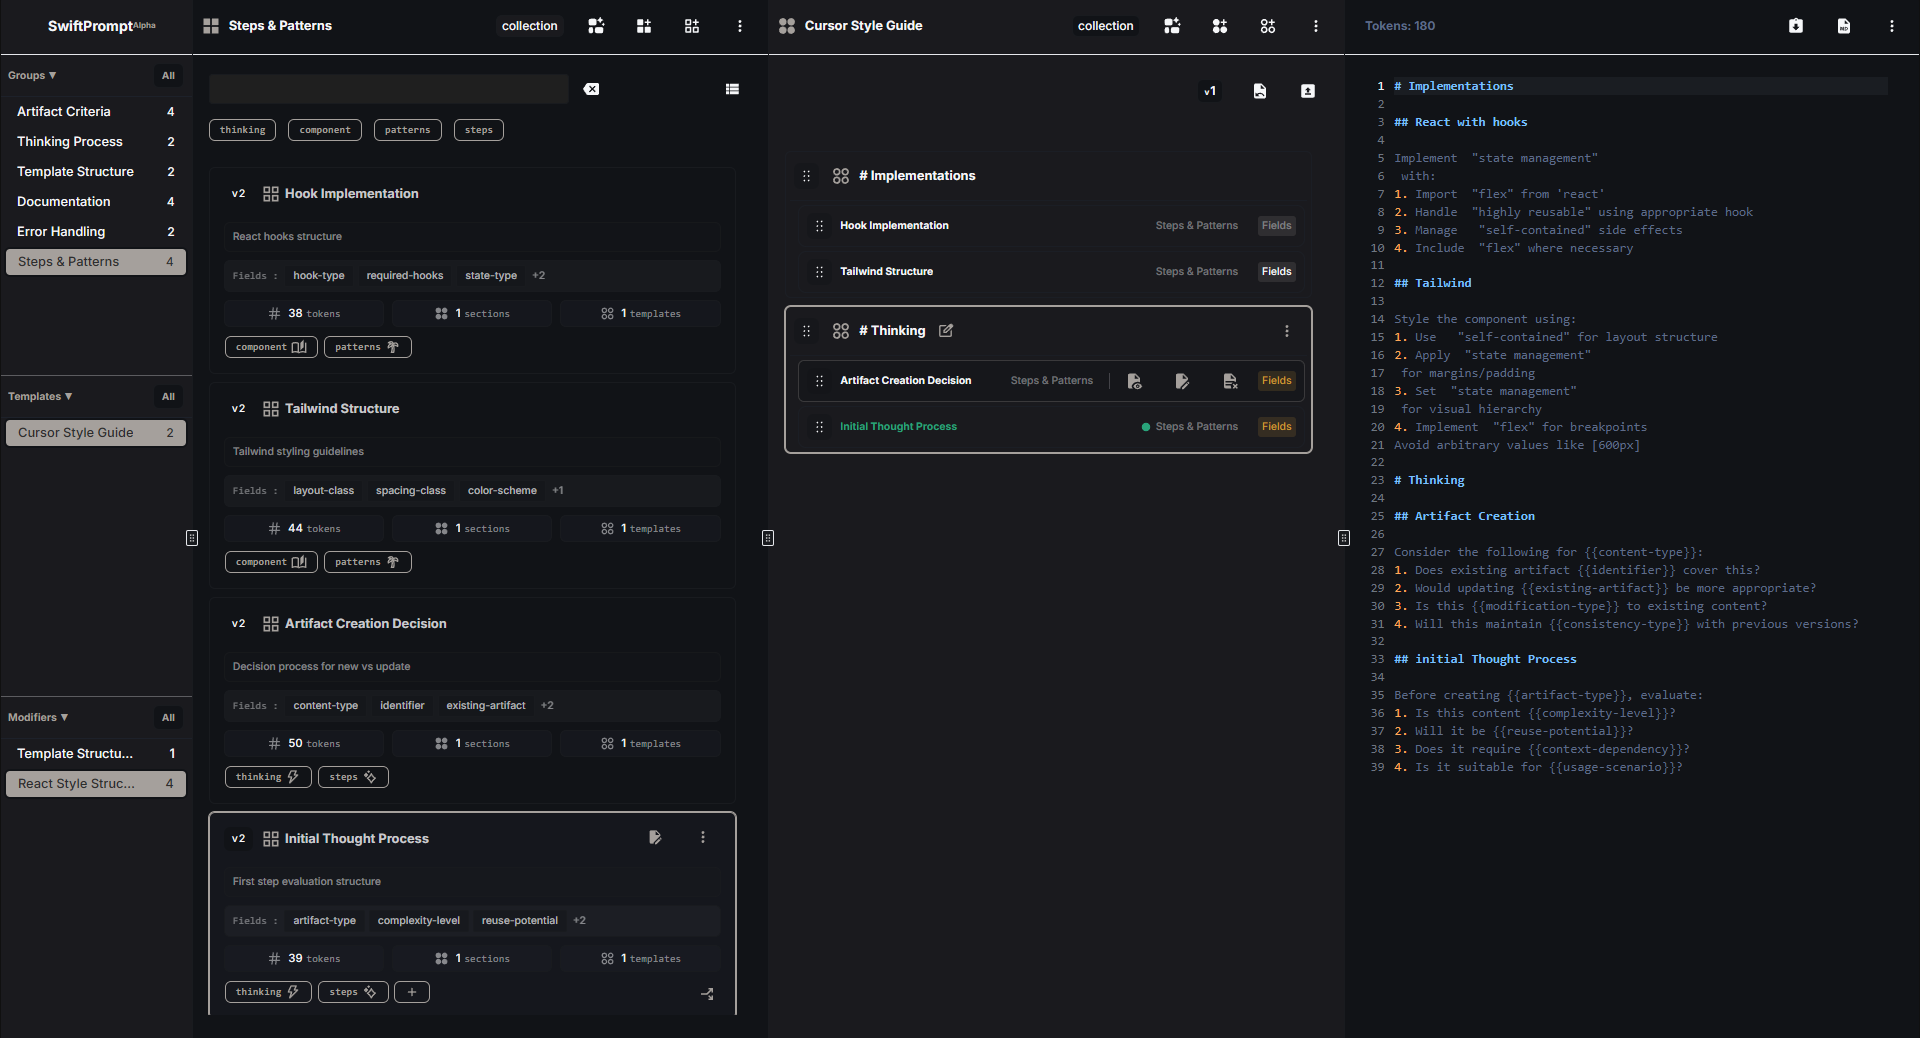 SwiftPrompt Alpha
Groups ▼ All
Artifact Criteria 4
Thinking Process 2
Template Structure 2
Documentation 4
Error Handling 2
Steps & Patterns 4
Templates ▼ All
Cursor Style Guide 2
Modifiers ▼ All
Template Structu... 1
React Style Struc... 4
Steps & Patterns collection
thinking component patterns steps
v2 Hook Implementation
React hooks structure
Fields : hook-type required-hooks state-type +2
# 38 tokens 1 sections 1 templates
component patterns
v2 Tailwind Structure
Tailwind styling guidelines
Fields : layout-class spacing-class color-scheme +1
# 44 tokens 1 sections 1 templates
component patterns
v2 Artifact Creation Decision
Decision process for new vs update
Fields : content-type identifier existing-artifact +2
# 50 tokens 1 sections 1 templates
thinking steps
v2 Initial Thought Process
First step evaluation structure
Fields : artifact-type complexity-level reuse-potential +2
# 39 tokens 1 sections 1 templates
thinking steps +
Cursor Style Guide collection
v1
# Implementations
Hook Implementation Steps & Patterns Fields
Tailwind Structure Steps & Patterns Fields
# Thinking
Artifact Creation Decision Steps & Patterns Fields
Initial Thought Process Steps & Patterns Fields
Tokens: 180 MD
1 # Implementations
2
3 ## React with hooks
4
5 Implement  "state management"
6  with:
7 1. Import  "flex" from 'react'
8 2. Handle  "highly reusable" using appropriate hook
9 3. Manage   "self-contained" side effects
10 4. Include  "flex" where necessary
11
12 ## Tailwind
13
14 Style the component using:
15 1. Use   "self-contained" for layout structure
16 2. Apply  "state management"
17  for margins/padding
18 3. Set  "state management"
19  for visual hierarchy
20 4. Implement  "flex" for breakpoints
21 Avoid arbitrary values like [600px]
22
23 # Thinking
24
25 ## Artifact Creation
26
27 Consider the following for {{content-type}}:
28 1. Does existing artifact {{identifier}} cover this?
29 2. Would updating {{existing-artifact}} be more appropriate?
30 3. Is this {{modification-type}} to existing content?
31 4. Will this maintain {{consistency-type}} with previous versions?
32
33 ## initial Thought Process
34
35 Before creating {{artifact-type}}, evaluate:
36 1. Is this content {{complexity-level}}?
37 2. Will it be {{reuse-potential}}?
38 3. Does it require {{context-dependency}}?
39 4. Is it suitable for {{usage-scenario}}?